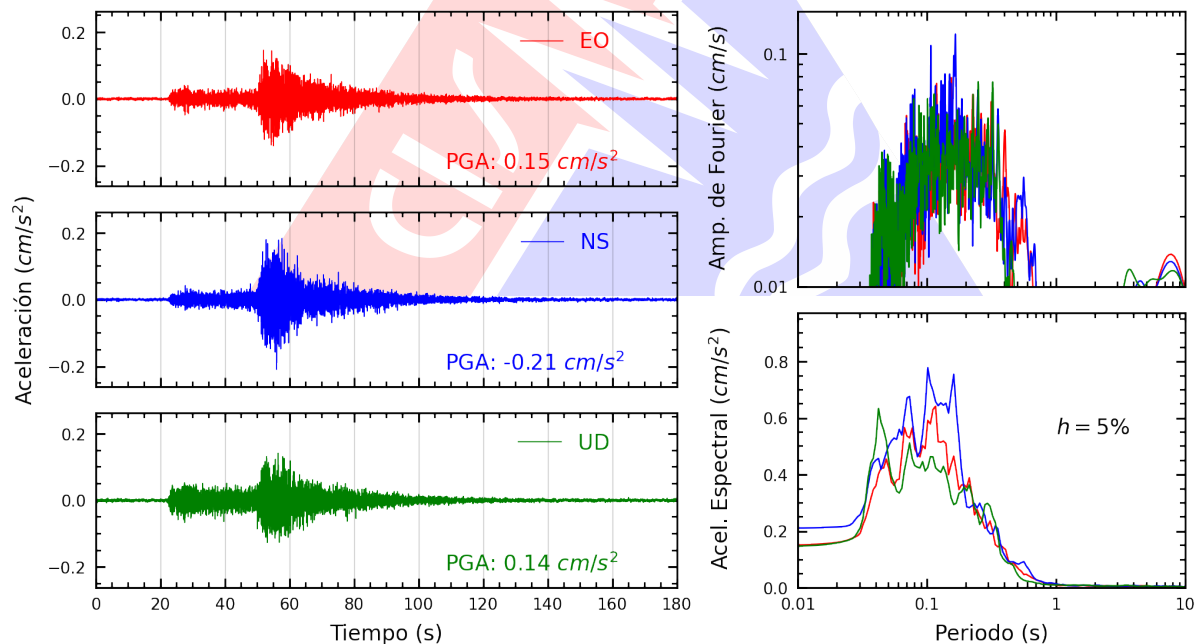 Aceleración (cm/s²)
0.2
0.0
−0.2
EO
PGA: 0.15 cm/s²
0.2
0.0
−0.2
NS
PGA: -0.21 cm/s²
0.2
0.0
−0.2
UD
PGA: 0.14 cm/s²
0 20 40 60 80 100 120 140 160 180
Tiempo (s)
Amp. de Fourier (cm/s)
0.1
0.01
Acel. Espectral (cm/s²)
0.8
0.6
0.4
0.2
0.0
h = 5%
0.01 0.1 1 10
Periodo (s)